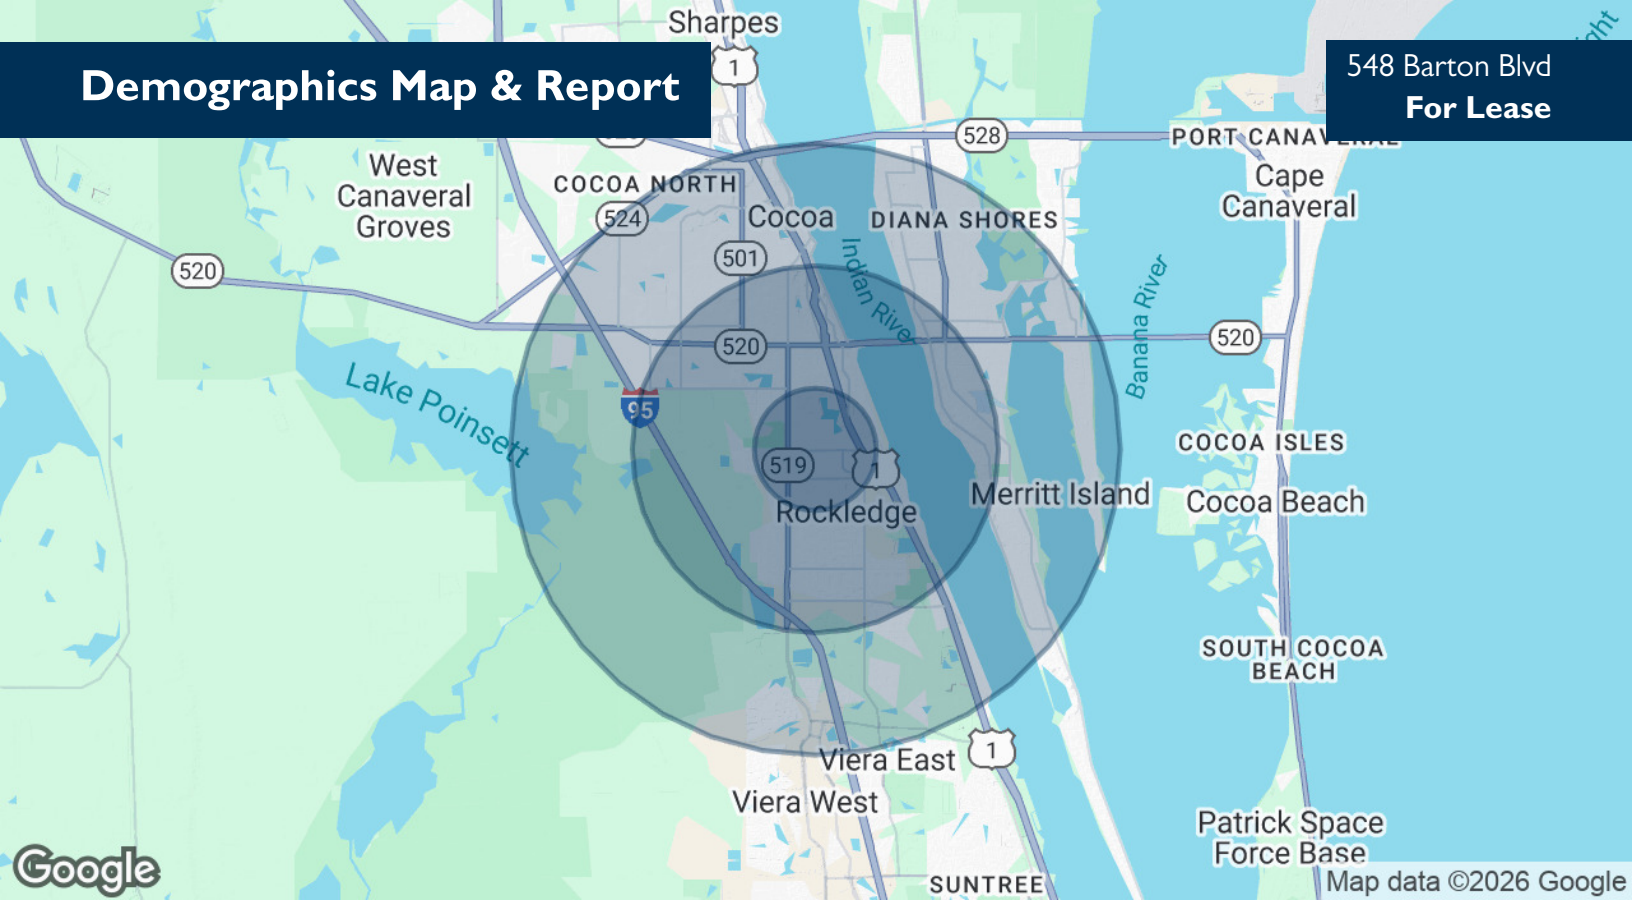 Sharpes
1
Demographics Map & Report
548 Barton Blvd
For Lease
528
PORT CANAVERAL
West
Canaveral
Groves
COCOA NORTH
Cape
Canaveral
524
Cocoa
DIANA SHORES
501
520
Indian River
Banana River
520
520
Lake Poinsett
95
519
1
COCOA ISLES
Merritt Island
Cocoa Beach
Rockledge
SOUTH COCOA
BEACH
1
Viera East
Viera West
Patrick Space
Force Base
SUNTREE
Google
Map data ©2026 Google